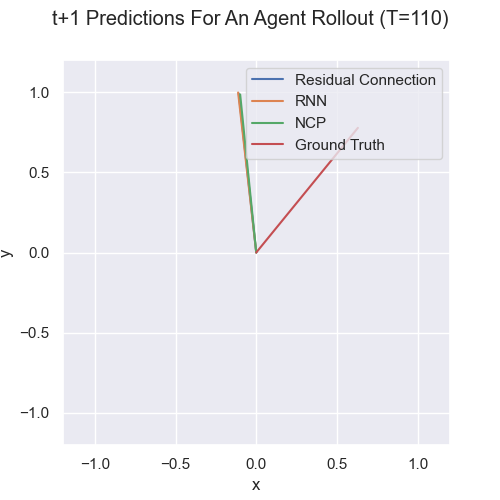 t+1 Predictions For An Agent Rollout (T=110)
Residual Connection
RNN
NCP
Ground Truth
1.0
0.5
0.0
−0.5
−1.0
y
−1.0 −0.5 0.0 0.5 1.0
x